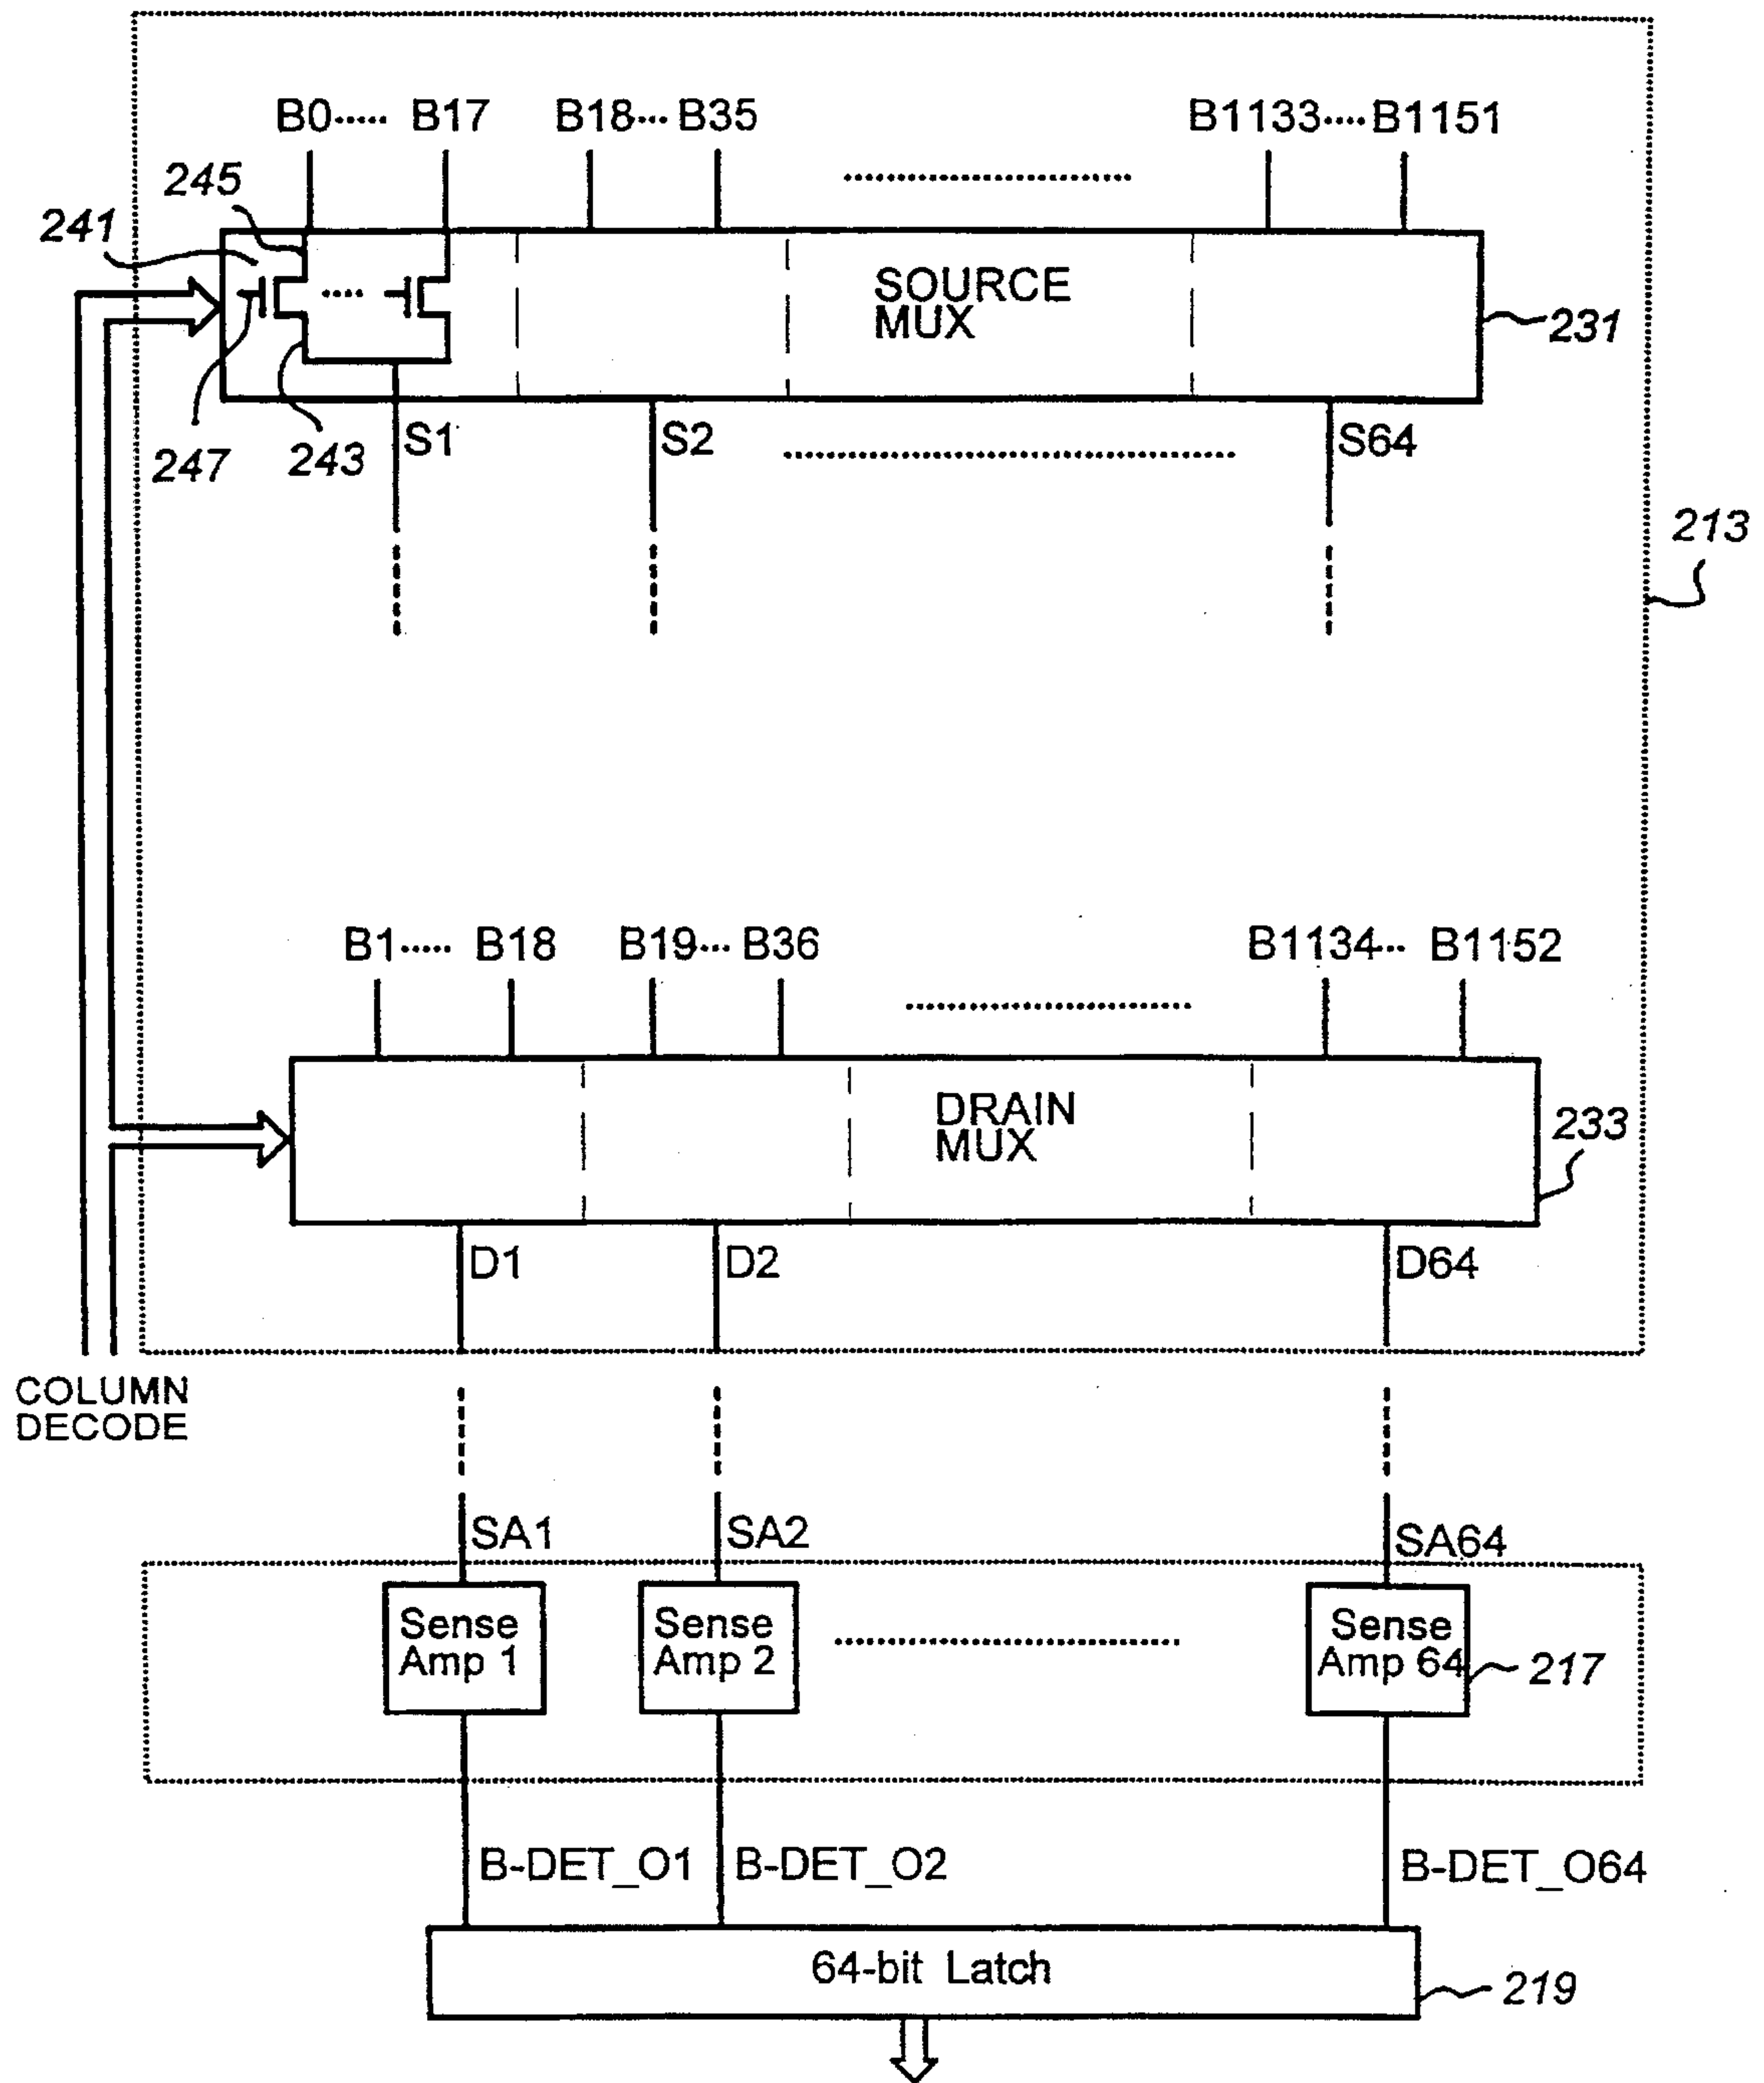 B0..... B17 B18... B35 B1133.... B1151
245
241
SOURCE
MUX
231
247
243
S1
S2
S64
213
B1..... B18 B19... B36 B1134... B1152
DRAIN
MUX
233
D1
D2
D64
COLUMN
DECODE
SA1
SA2
SA64
Sense
Amp 1
Sense
Amp 2
Sense
Amp 64
217
B-DET_O1
B-DET_O2
B-DET_O64
64-bit Latch
219